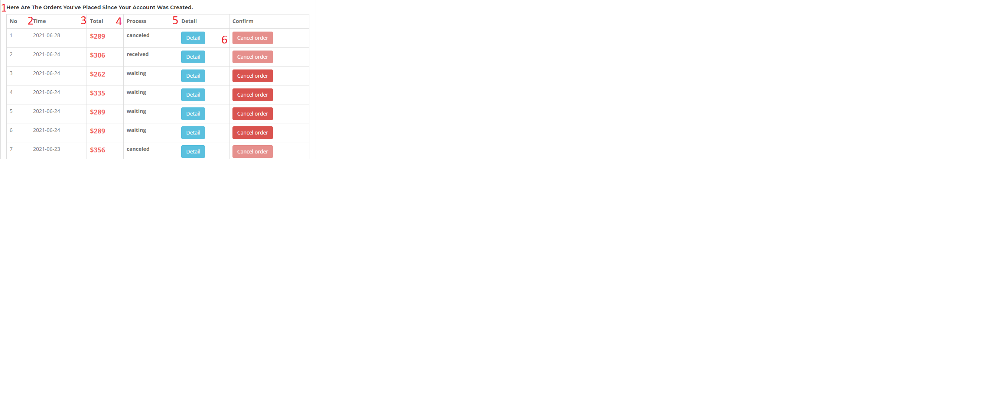 1Here Are The Orders You've Placed Since Your Account Was Created.
No 2Time 3 Total 4 Process 5 Detail Confirm
1 2021-06-28 $289 canceled Detail 6 Cancel order
2 2021-06-24 $306 received Detail Cancel order
3 2021-06-24 $262 waiting Detail Cancel order
4 2021-06-24 $335 waiting Detail Cancel order
5 2021-06-24 $289 waiting Detail Cancel order
6 2021-06-24 $289 waiting Detail Cancel order
7 2021-06-23 $356 canceled Detail Cancel order